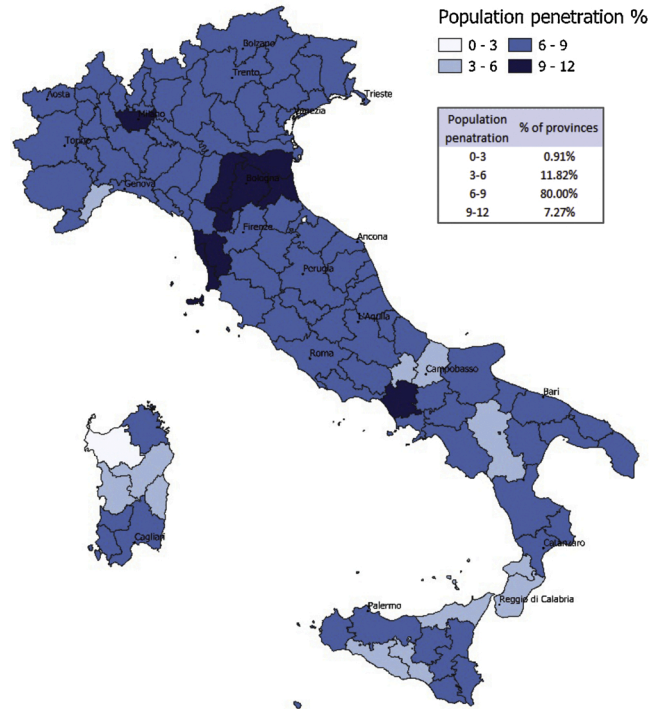 Population penetration %
0 - 3
6 - 9
3 - 6
9 - 12
Population penatration
% of provinces
0-3 0.91%
3-6 11.82%
6-9 80.00%
9-12 7.27%
Bolzano
Trento
Aosta
Trieste
Milano
Venezia
Torino
Genova
Bologna
Firenze
Ancona
Perugia
L'Aquila
Roma
Campobasso
Bari
Cagliari
Catanzaro
Palermo
Reggio di Calabria